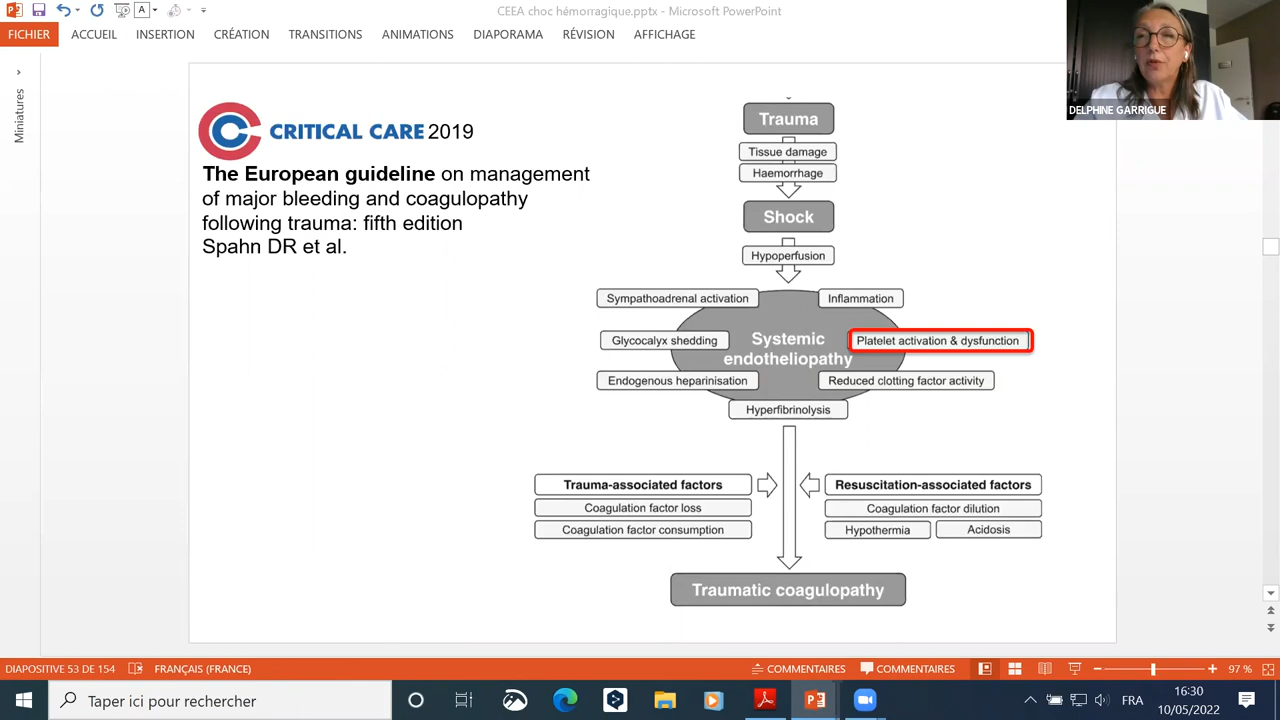 CEEA choc hémorragique.pptx - Microsoft PowerPoint
FICHIER ACCUEIL INSERTION CRÉATION TRANSITIONS ANIMATIONS DIAPORAMA RÉVISION AFFICHAGE
DELPHINE GARRIGUE
Miniatures
CRITICAL CARE 2019
The European guideline on management
of major bleeding and coagulopathy
following trauma: fifth edition
Spahn DR et al.
Trauma
Tissue damage
Haemorrhage
Shock
Hypoperfusion
Sympathoadrenal activation
Inflammation
Glycocalyx shedding
Systemic
endotheliopathy
Platelet activation & dysfunction
Endogenous heparinisation
Reduced clotting factor activity
Hyperfibrinolysis
Trauma-associated factors
Coagulation factor loss
Coagulation factor consumption
Resuscitation-associated factors
Coagulation factor dilution
Hypothermia
Acidosis
Traumatic coagulopathy
DIAPOSITIVE 53 DE 154 FRANÇAIS (FRANCE) COMMENTAIRES COMMENTAIRES 97 %
Taper ici pour rechercher
FRA
16:30
10/05/2022